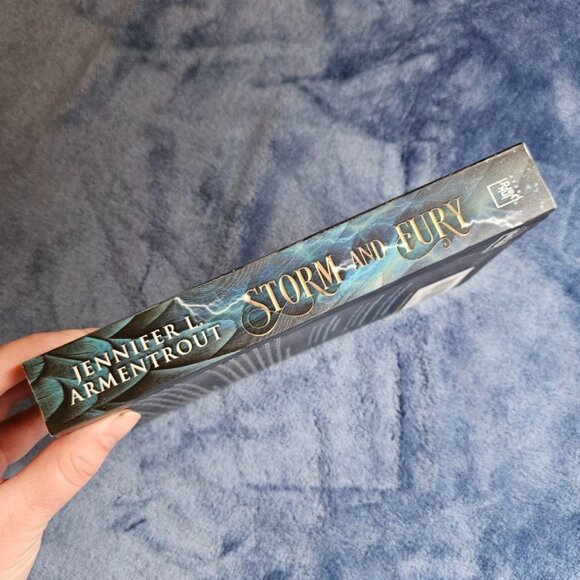 JENNIFER L.
ARMENTROUT
STORM AND FURY